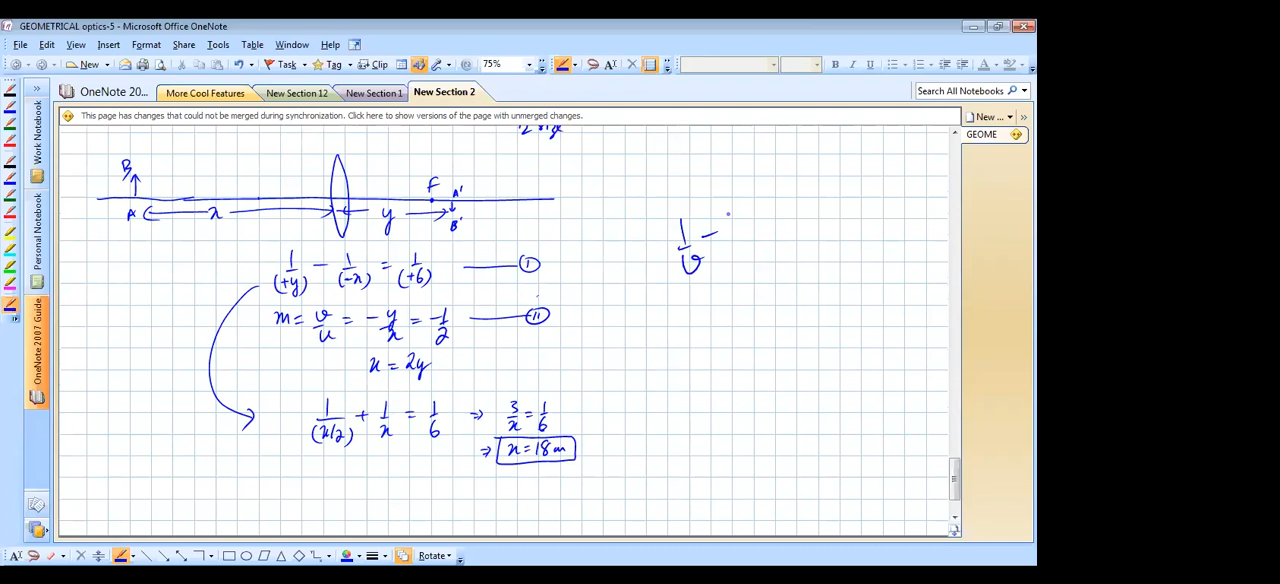 GEOMETRICAL optics-5 - Microsoft Office OneNote
File Edit View Insert Format Share Tools Table Window Help
New Task Tag Clip 75% B I U A
OneNote 20... More Cool Features New Section 12 New Section 1 New Section 2 Search All Notebooks
This page has changes that could not be merged during synchronization. Click here to show versions of the page with unmerged changes.
New ...
GEOME
Work Notebook
Personal Notebook
OneNote 2007 Guide
B F A'
A x y B'
1/(+y) - 1/(-x) = 1/(+6) — I
m = v/u = -y/x = -1/2 — II
x = 2y
1/(x/2) + 1/x = 1/6 ⇒ 3/x = 1/6
⇒ x = 18m
1/v -
Rotate